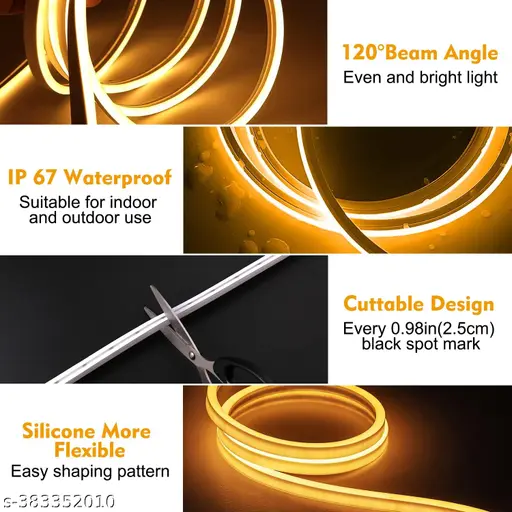 120°Beam Angle
Even and bright light
IP 67 Waterproof
Suitable for indoor
and outdoor use
Cuttable Design
Every 0.98in(2.5cm)
black spot mark
Silicone More
Flexible
Easy shaping pattern
s-383352010